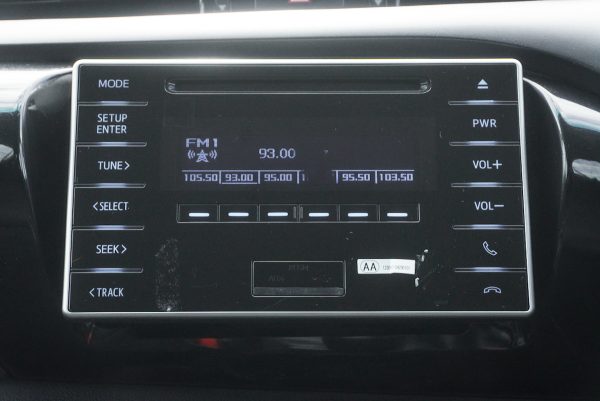 MODE
SETUP
ENTER
TUNE>
<SELECT
SEEK>
<TRACK
FM1
93.00
105.50 93.00 95.00 95.50 103.50
PWR
VOL+
VOL−
AA